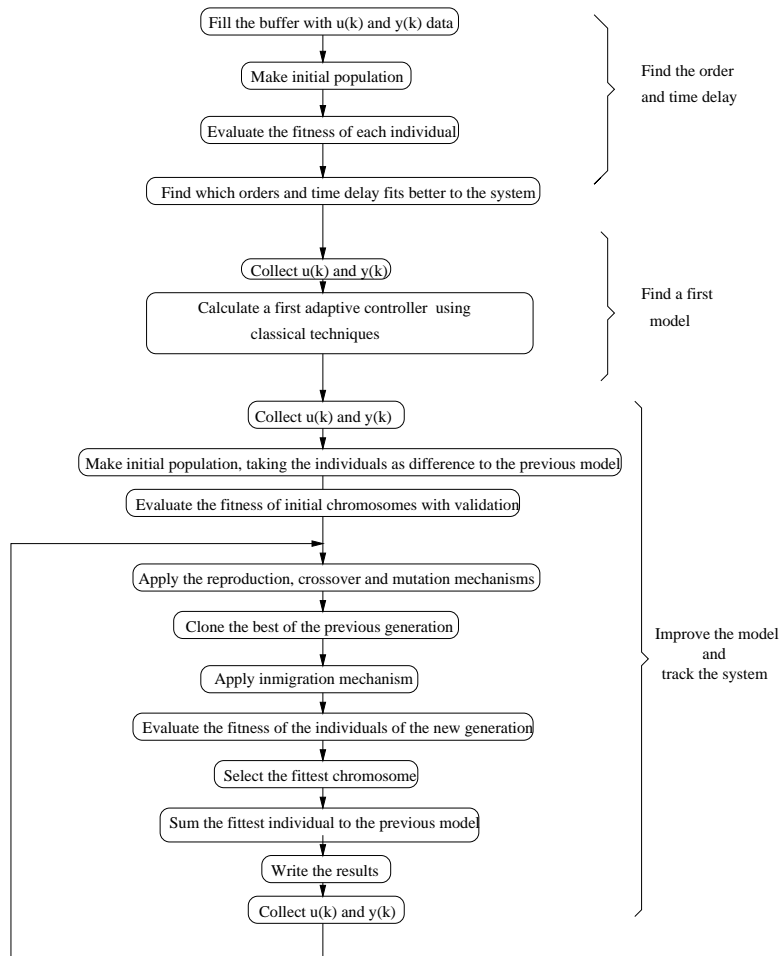 Fill the buffer with u(k) and y(k) data
Make initial population
Evaluate the fitness of each individual
Find which orders and time delay fits better to the system
Find the order
and time delay
Collect u(k) and y(k)
Calculate a first adaptive controller using
classical techniques
Find a first
model
Collect u(k) and y(k)
Make initial population, taking the individuals as difference to the previous model
Evaluate the fitness of initial chromosomes with validation
Apply the reproduction, crossover and mutation mechanisms
Clone the best of the previous generation
Apply inmigration mechanism
Evaluate the fitness of the individuals of the new generation
Select the fittest chromosome
Sum the fittest individual to the previous model
Write the results
Collect u(k) and y(k)
Improve the model
and
track the system